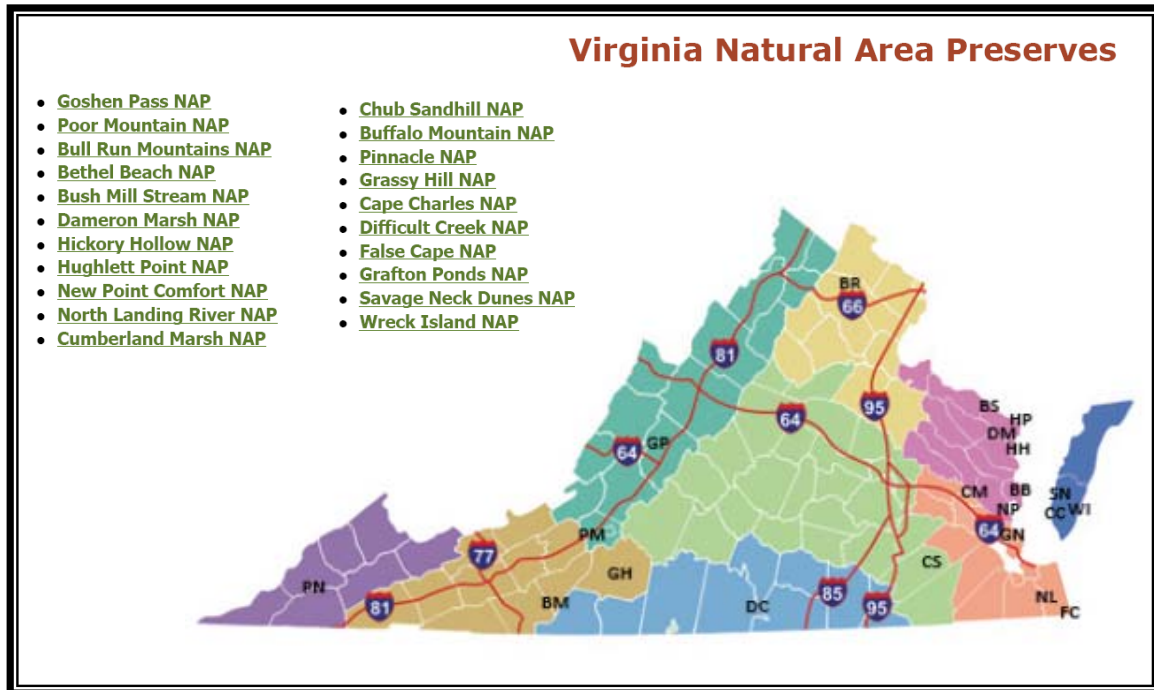 Virginia Natural Area Preserves
• Goshen Pass NAP
• Poor Mountain NAP
• Bull Run Mountains NAP
• Bethel Beach NAP
• Bush Mill Stream NAP
• Dameron Marsh NAP
• Hickory Hollow NAP
• Hughlett Point NAP
• New Point Comfort NAP
• North Landing River NAP
• Cumberland Marsh NAP
• Chub Sandhill NAP
• Buffalo Mountain NAP
• Pinnacle NAP
• Grassy Hill NAP
• Cape Charles NAP
• Difficult Creek NAP
• False Cape NAP
• Grafton Ponds NAP
• Savage Neck Dunes NAP
• Wreck Island NAP
BR
66
81
95
64
BS
HP
DM
HH
64
GP
CM
BB
SN
NP
CC
WI
64
GN
PM
77
CS
GH
PN
81
BM
DC
85
95
NL
FC